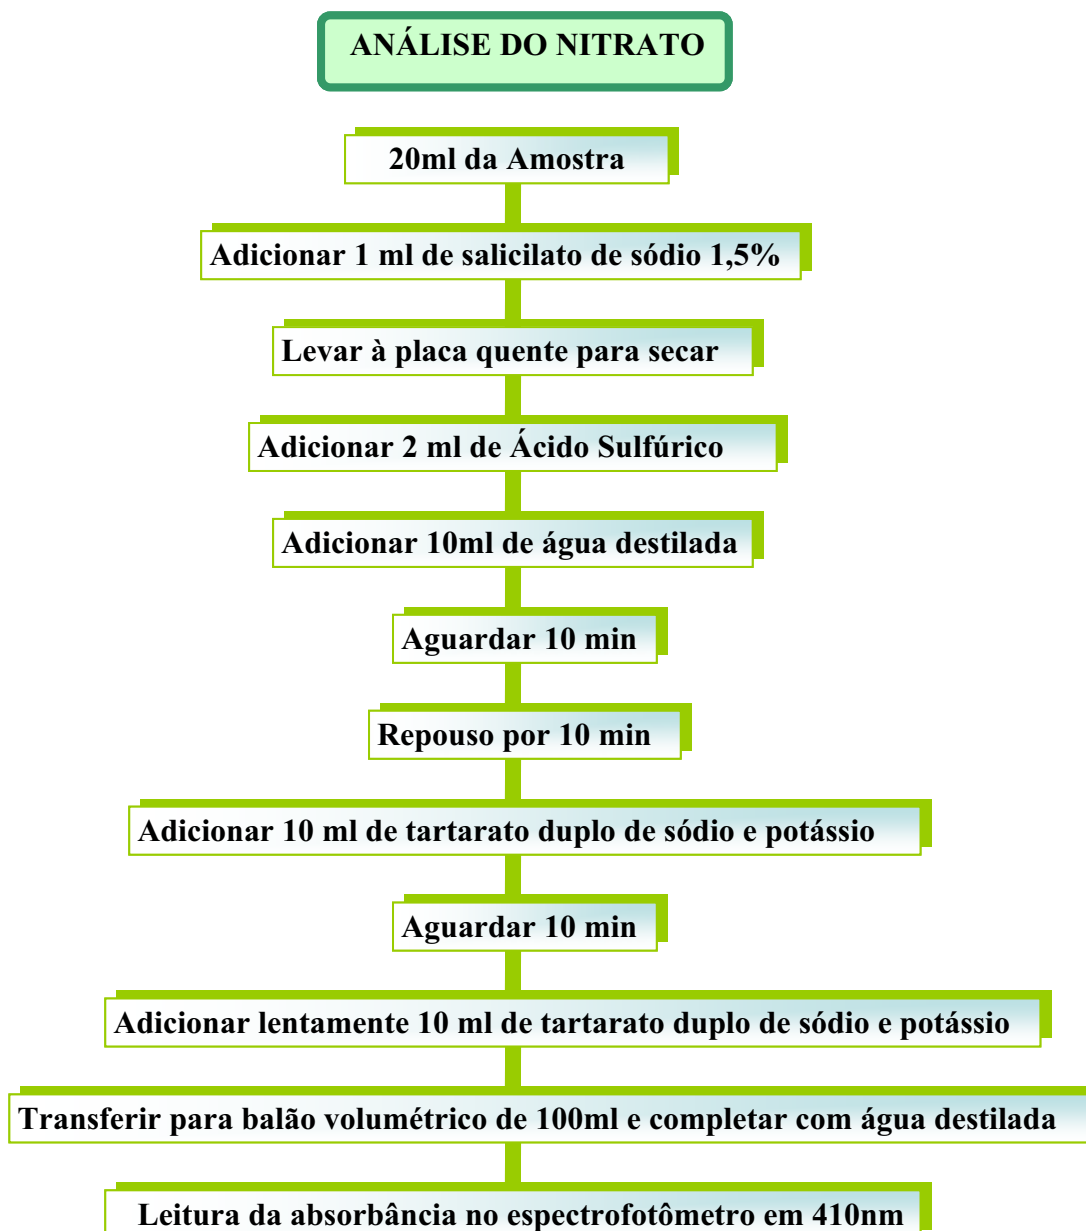 ANÁLISE DO NITRATO
20ml da Amostra
Adicionar 1 ml de salicilato de sódio 1,5%
Levar à placa quente para secar
Adicionar 2 ml de Ácido Sulfúrico
Adicionar 10ml de água destilada
Aguardar 10 min
Repouso por 10 min
Adicionar 10 ml de tartarato duplo de sódio e potássio
Aguardar 10 min
Adicionar lentamente 10 ml de tartarato duplo de sódio e potássio
Transferir para balão volumétrico de 100ml e completar com água destilada
Leitura da absorbância no espectrofotômetro em 410nm